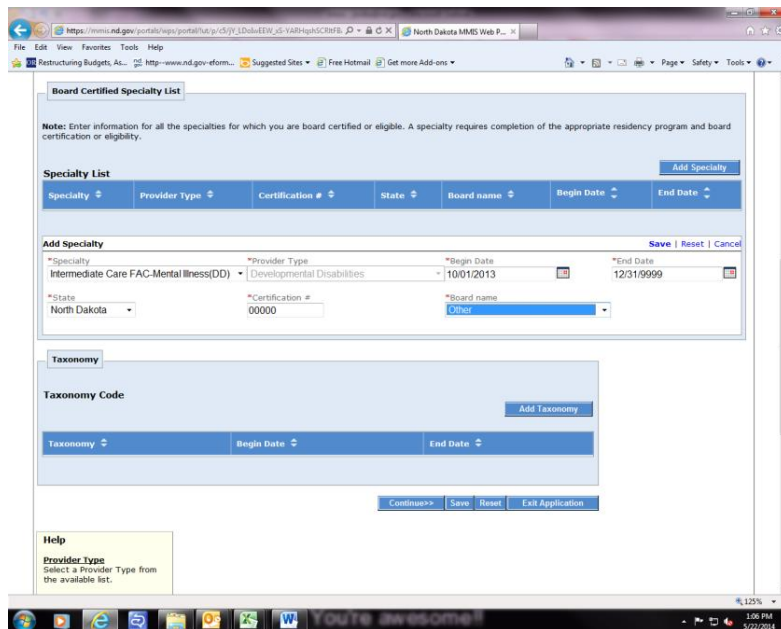 North Dakota MMIS Web P...
File Edit View Favorites Tools Help
Restructuring Budgets, As... http--www.nd.gov-eform... Suggested Sites Free Hotmail Get more Add-ons Page Safety Tools
Board Certified Specialty List
Note: Enter information for all the specialties for which you are board certified or eligible. A specialty requires completion of the appropriate residency program and board
certification or eligibility.
Add Specialty
Specialty List
Specialty Provider Type Certification # State Board name Begin Date End Date
Add Specialty Save | Reset | Cancel
*Specialty *Provider Type *Begin Date *End Date
Intermediate Care FAC-Mental Illness(DD) Developmental Disabilities 10/01/2013 12/31/9999
*State *Certification # *Board name
North Dakota 00000 Other
Taxonomy
Taxonomy Code
Add Taxonomy
Taxonomy Begin Date End Date
Continue>> Save Reset Exit Application
Help
Provider Type
Select a Provider Type from
the available list.
125%
You're awesome!!
1:06 PM
5/22/2014